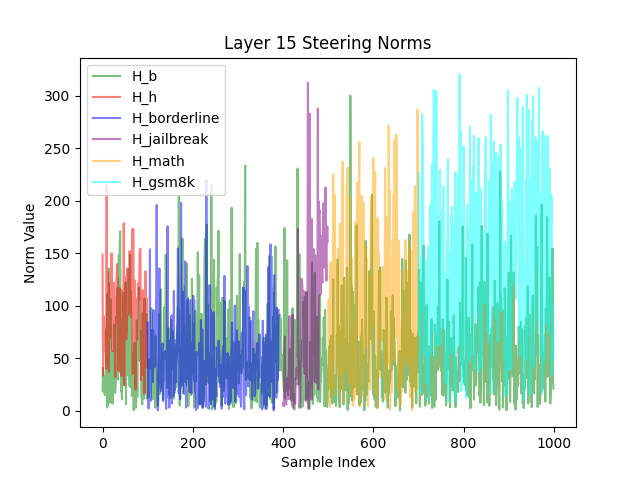 Layer 15 Steering Norms
H_b
H_h
H_borderline
H_jailbreak
H_math
H_gsm8k
Norm Value
300
250
200
150
100
50
0
0 200 400 600 800 1000
Sample Index